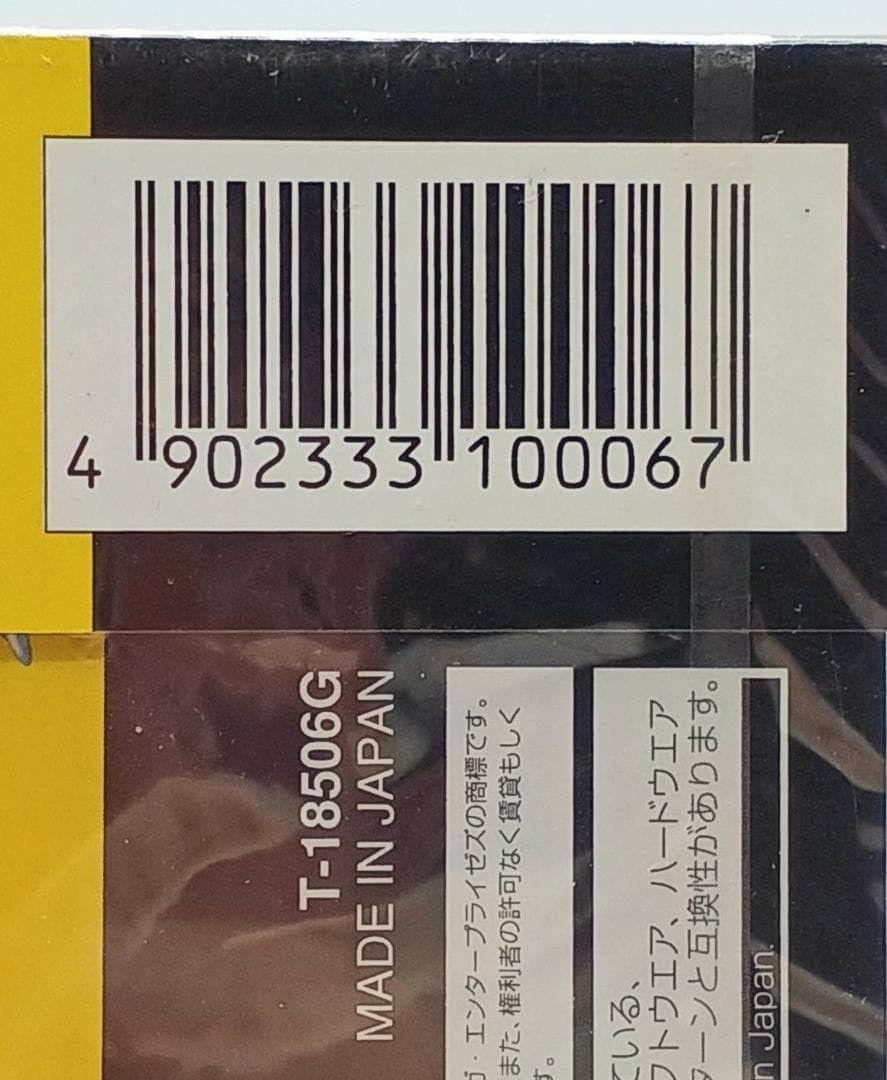 4 902333 100067
T-18506G
MADE IN JAPAN
・エンタープライゼズの商標です。
また、権利者の許可なく賃貸もしく
す。
ている、
フトウエア、ハードウエア
ターンと互換性があります。
n Japan.